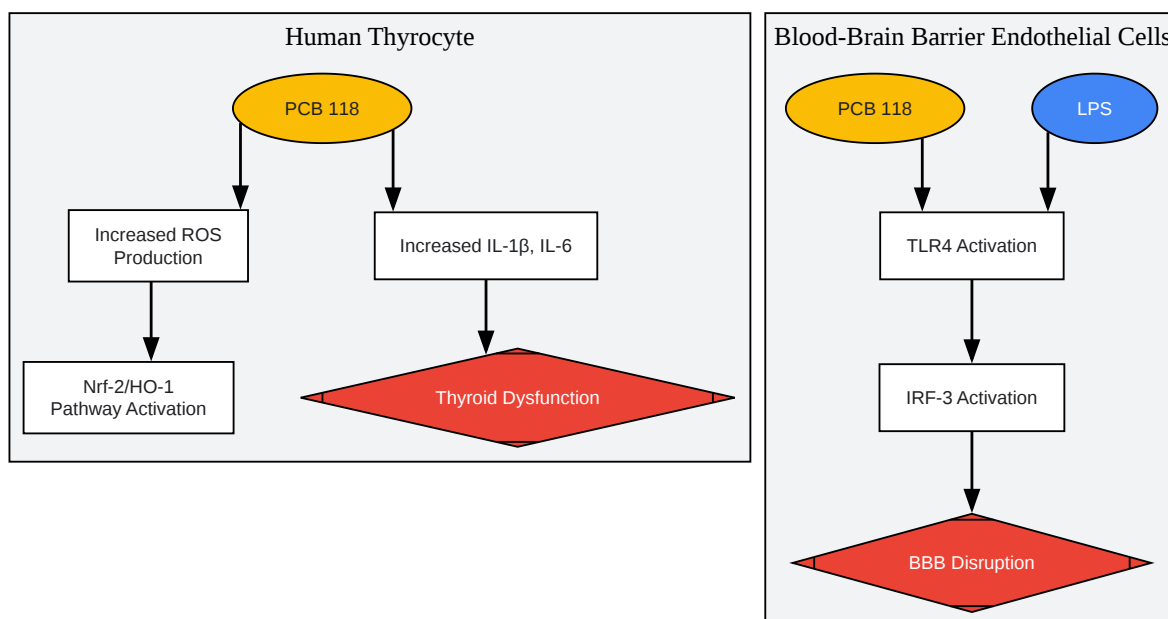 Human Thyrocyte
PCB 118
Increased ROS
Production
Increased IL-1β, IL-6
Nrf-2/HO-1
Pathway Activation
Thyroid Dysfunction
Blood-Brain Barrier Endothelial Cells
PCB 118
LPS
TLR4 Activation
IRF-3 Activation
BBB Disruption